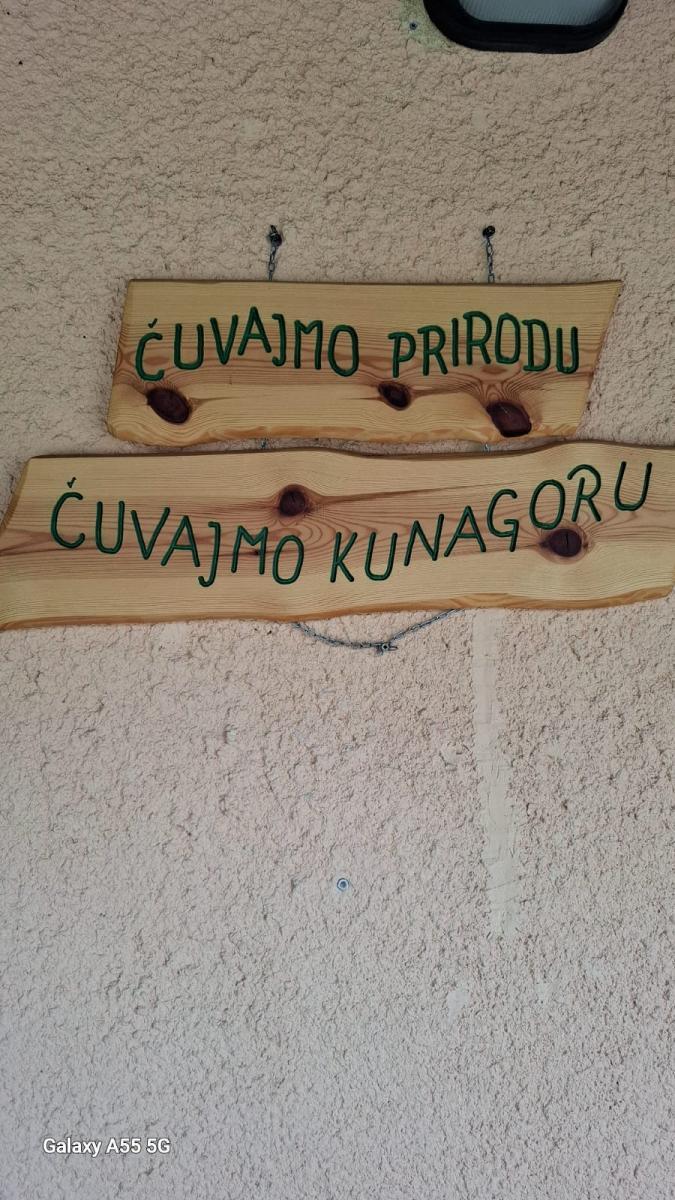 ČUVAJMO PRIRODU
ČUVAJMO KUNAGORU
Galaxy A55 5G